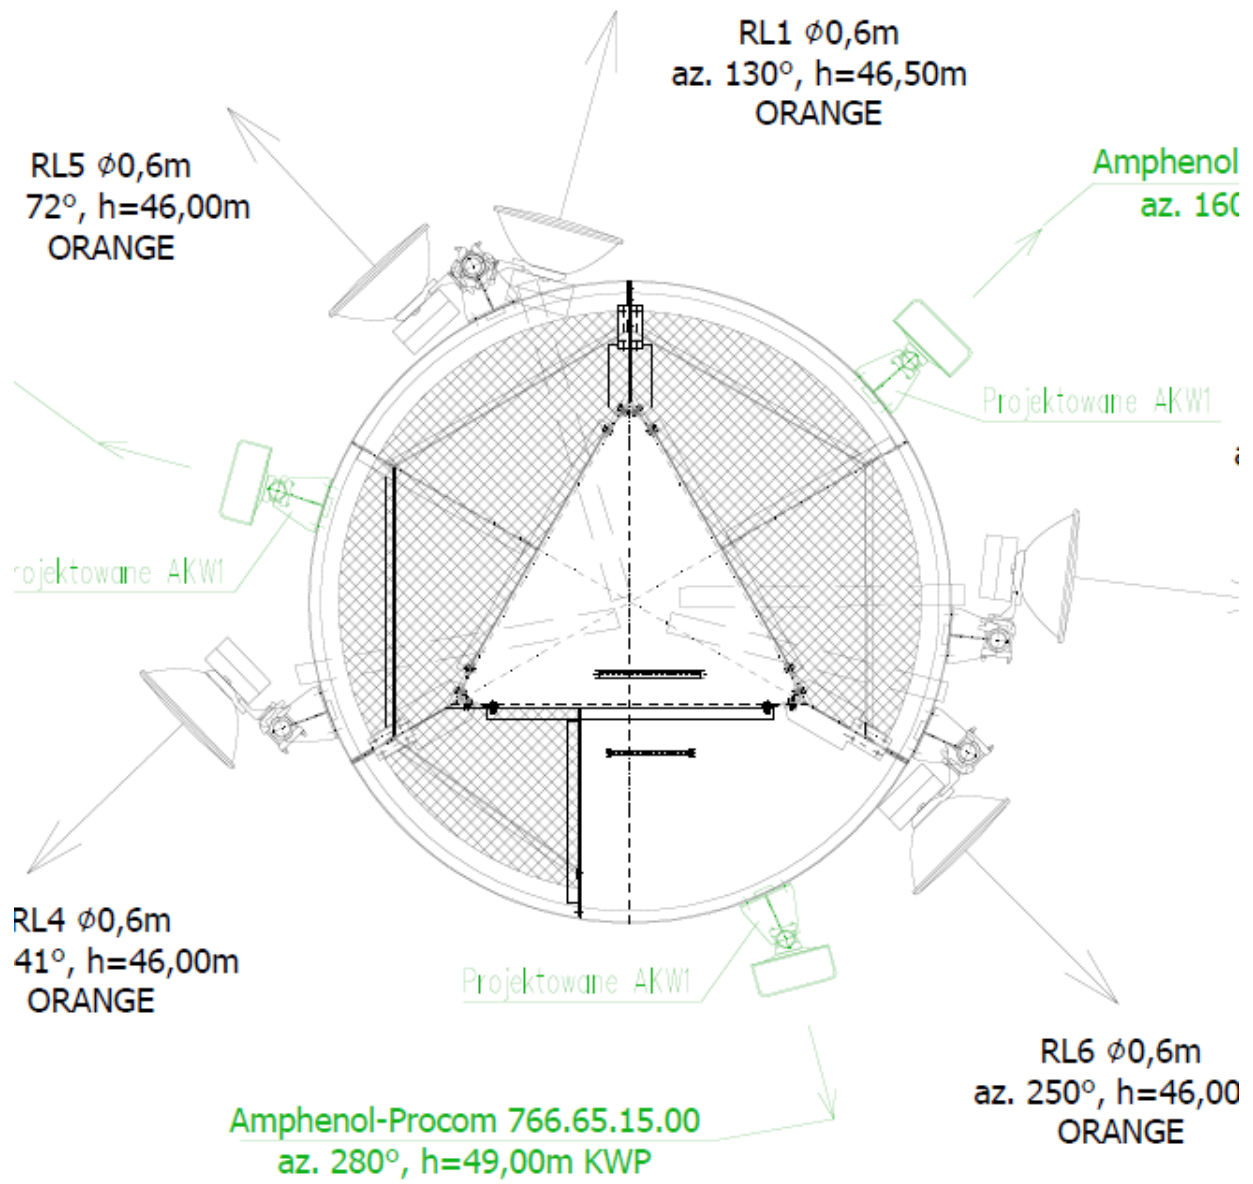 RL1 ϕ0,6m
az. 130°, h=46,50m
ORANGE
RL5 ϕ0,6m
72°, h=46,00m
ORANGE
Amphenol
az. 160
Projektowane AKW1
rojektowane AKW1
RL4 ϕ0,6m
41°, h=46,00m
ORANGE
Projektowane AKW1
RL6 ϕ0,6m
az. 250°, h=46,00
ORANGE
Amphenol-Procom 766.65.15.00
az. 280°, h=49,00m KWP